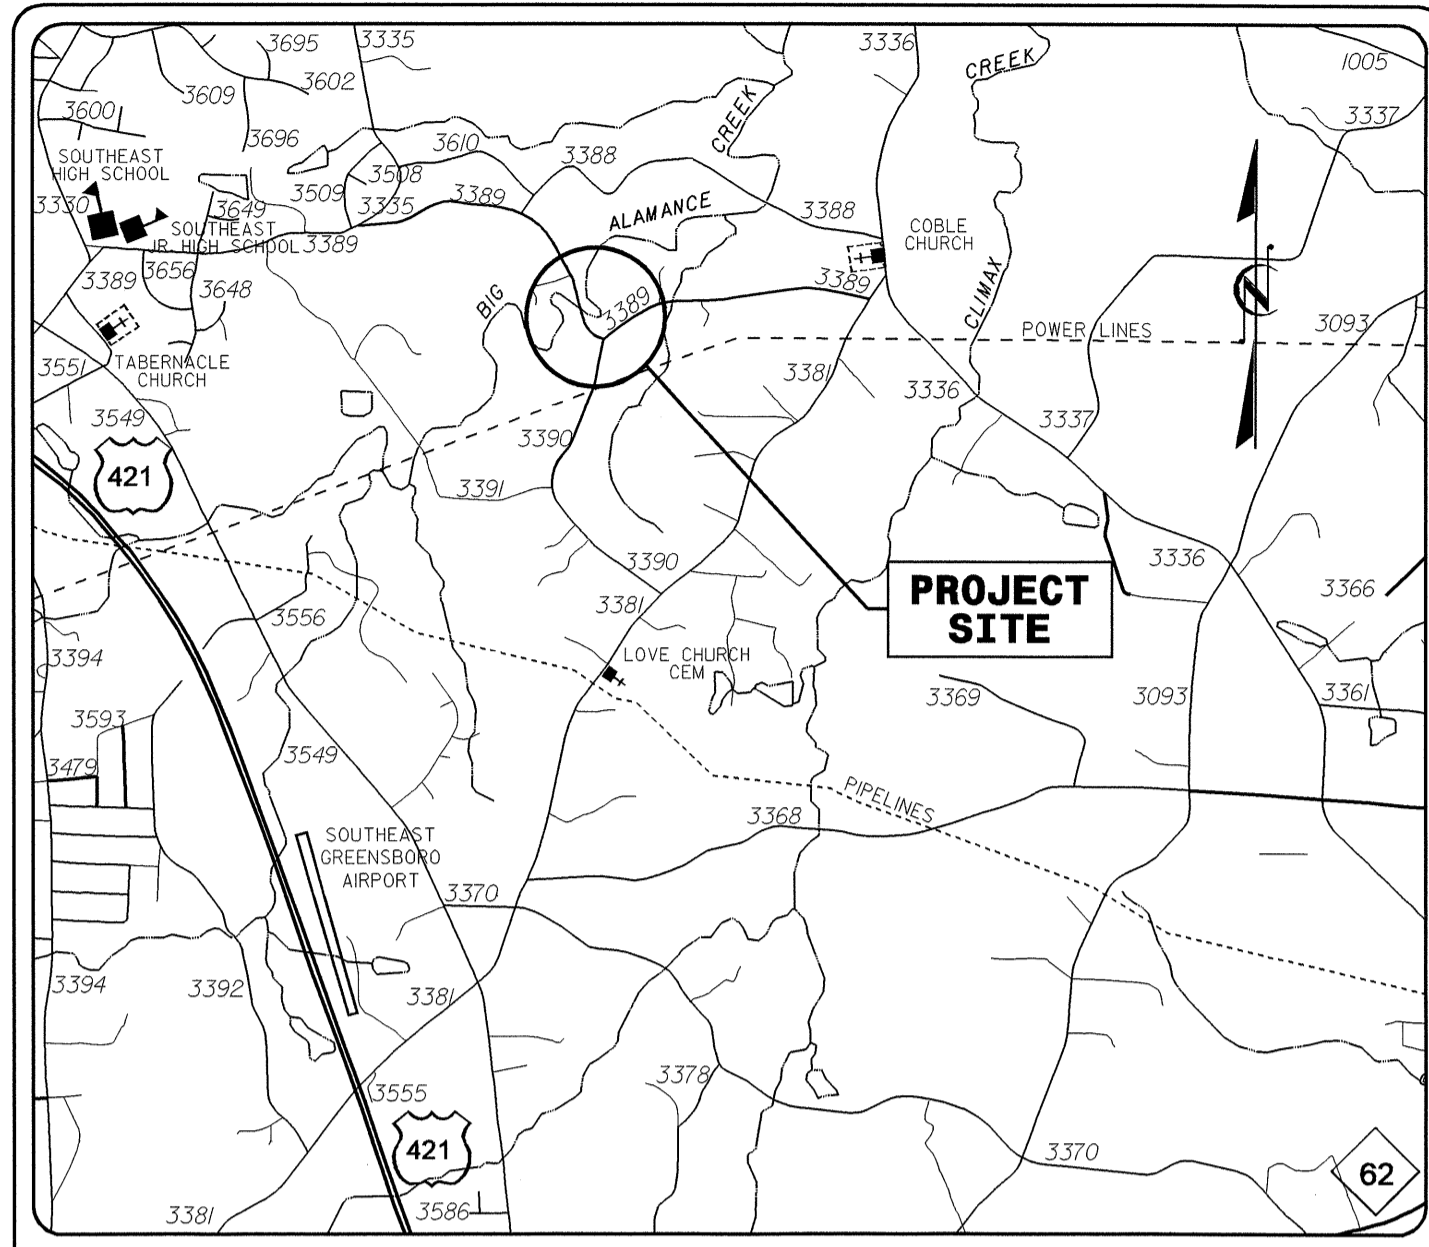 3695
3335
3336
CREEK
1005
3602
3609
3600
3337
CREEK
3696
3610
3388
SOUTHEAST
HIGH SCHOOL
3508
3509
3389
3330
3649
3335
ALAMANCE
3388
SOUTHEAST
JR. HIGH SCHOOL
3389
COBLE
CHURCH
3656
3389
3648
3389
BIG
3389
CLIMAX
N
POWER LINES
3093
TABERNACLE
CHURCH
3551
3381
3336
3549
3337
3390
421
3391
3390
3336
3366
3381
PROJECT
SITE
3556
LOVE CHURCH
CEM
3394
3369
3093
3361
3593
3549
3479
PIPELINES
3368
SOUTHEAST
GREENSBORO
AIRPORT
3370
3394
3392
3381
3378
3555
421
3370
62
3381
3586